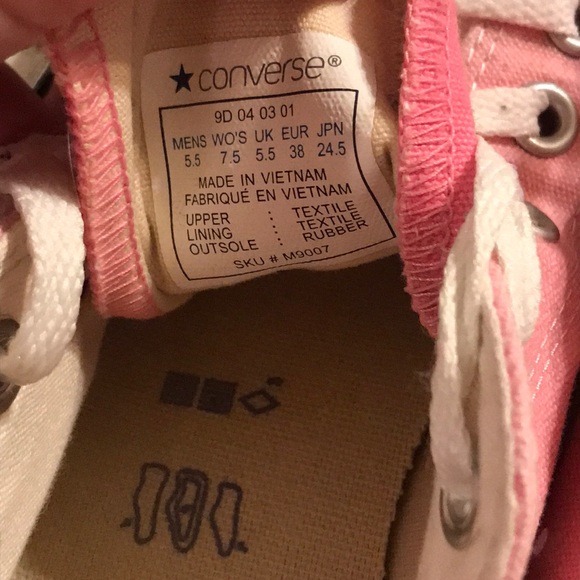 ★converse®
9D 04 03 01
MENS WO'S UK EUR JPN
5.5 7.5 5.5 38 24.5
MADE IN VIETNAM
FABRIQUÉ EN VIETNAM
UPPER : TEXTILE
LINING : TEXTILE
OUTSOLE : RUBBER
SKU # M9007